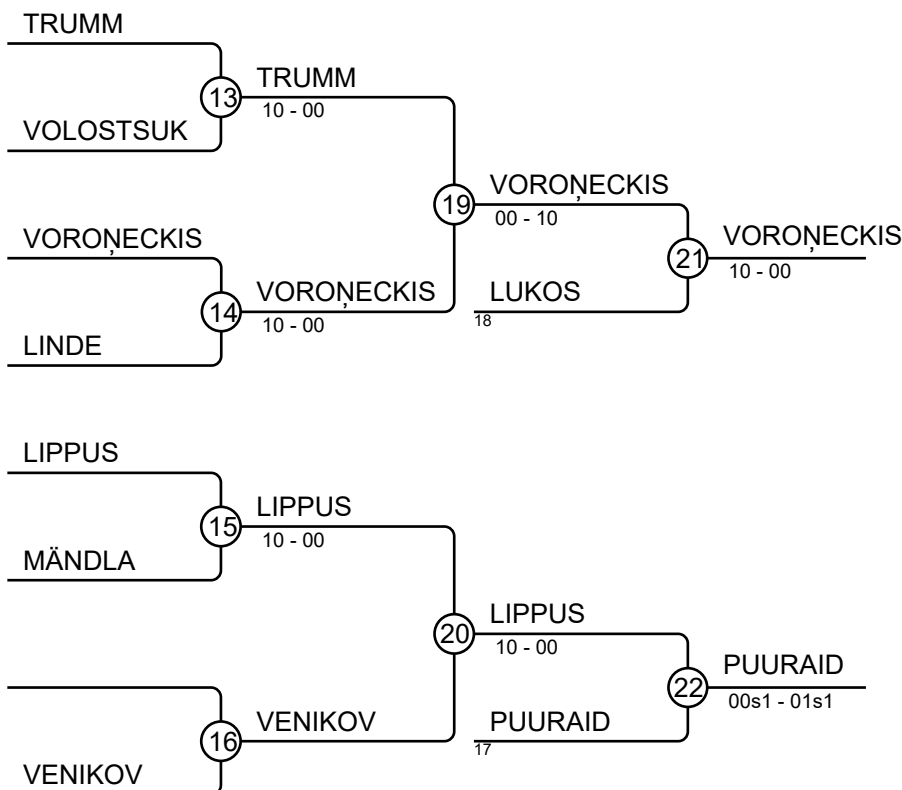 TRUMM
13
TRUMM
10 - 00
VOLOSTSUK
19
VOROŅECKIS
00 - 10
VOROŅECKIS
14
VOROŅECKIS
10 - 00
LINDE
21
VOROŅECKIS
10 - 00
LUKOS
18
LIPPUS
15
LIPPUS
10 - 00
MÄNDLA
20
LIPPUS
10 - 00
22
PUURAID
00s1 - 01s1
16
VENIKOV
PUURAID
17
VENIKOV